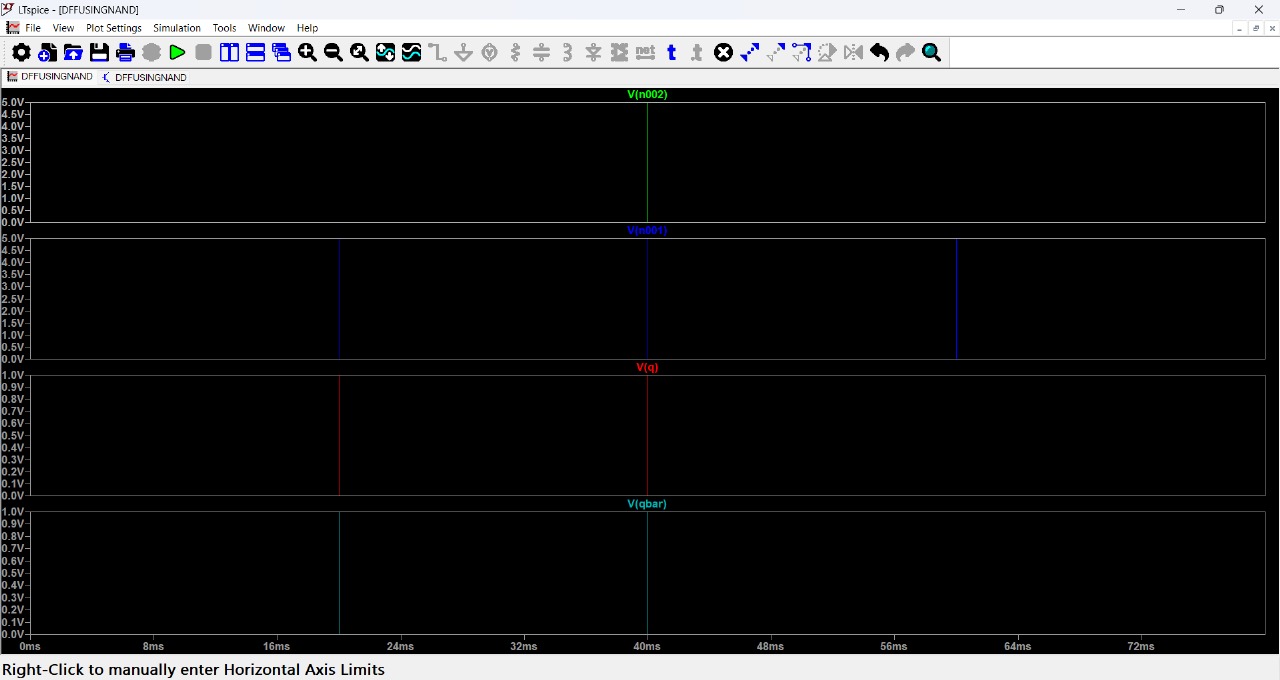 LTspice - [DFFUSINGNAND]
File View Plot Settings Simulation Tools Window Help
net t t
DFFUSINGNAND DFFUSINGNAND
V(n002)
5.0V
4.5V
4.0V
3.5V
3.0V
2.5V
2.0V
1.5V
1.0V
0.5V
0.0V
V(n001)
5.0V
4.5V
4.0V
3.5V
3.0V
2.5V
2.0V
1.5V
1.0V
0.5V
0.0V
V(q)
1.0V
0.9V
0.8V
0.7V
0.6V
0.5V
0.4V
0.3V
0.2V
0.1V
0.0V
V(qbar)
1.0V
0.9V
0.8V
0.7V
0.6V
0.5V
0.4V
0.3V
0.2V
0.1V
0.0V
0ms 8ms 16ms 24ms 32ms 40ms 48ms 56ms 64ms 72ms
Right-Click to manually enter Horizontal Axis Limits